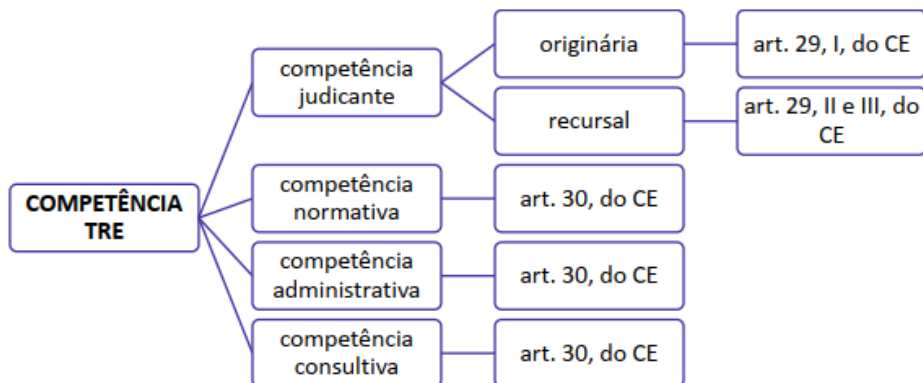 COMPETÊNCIA
TRE
competência
judicante
originária
art. 29, I, do CE
recursal
art. 29, II e III, do
CE
competência
normativa
art. 30, do CE
competência
administrativa
art. 30, do CE
competência
consultiva
art. 30, do CE